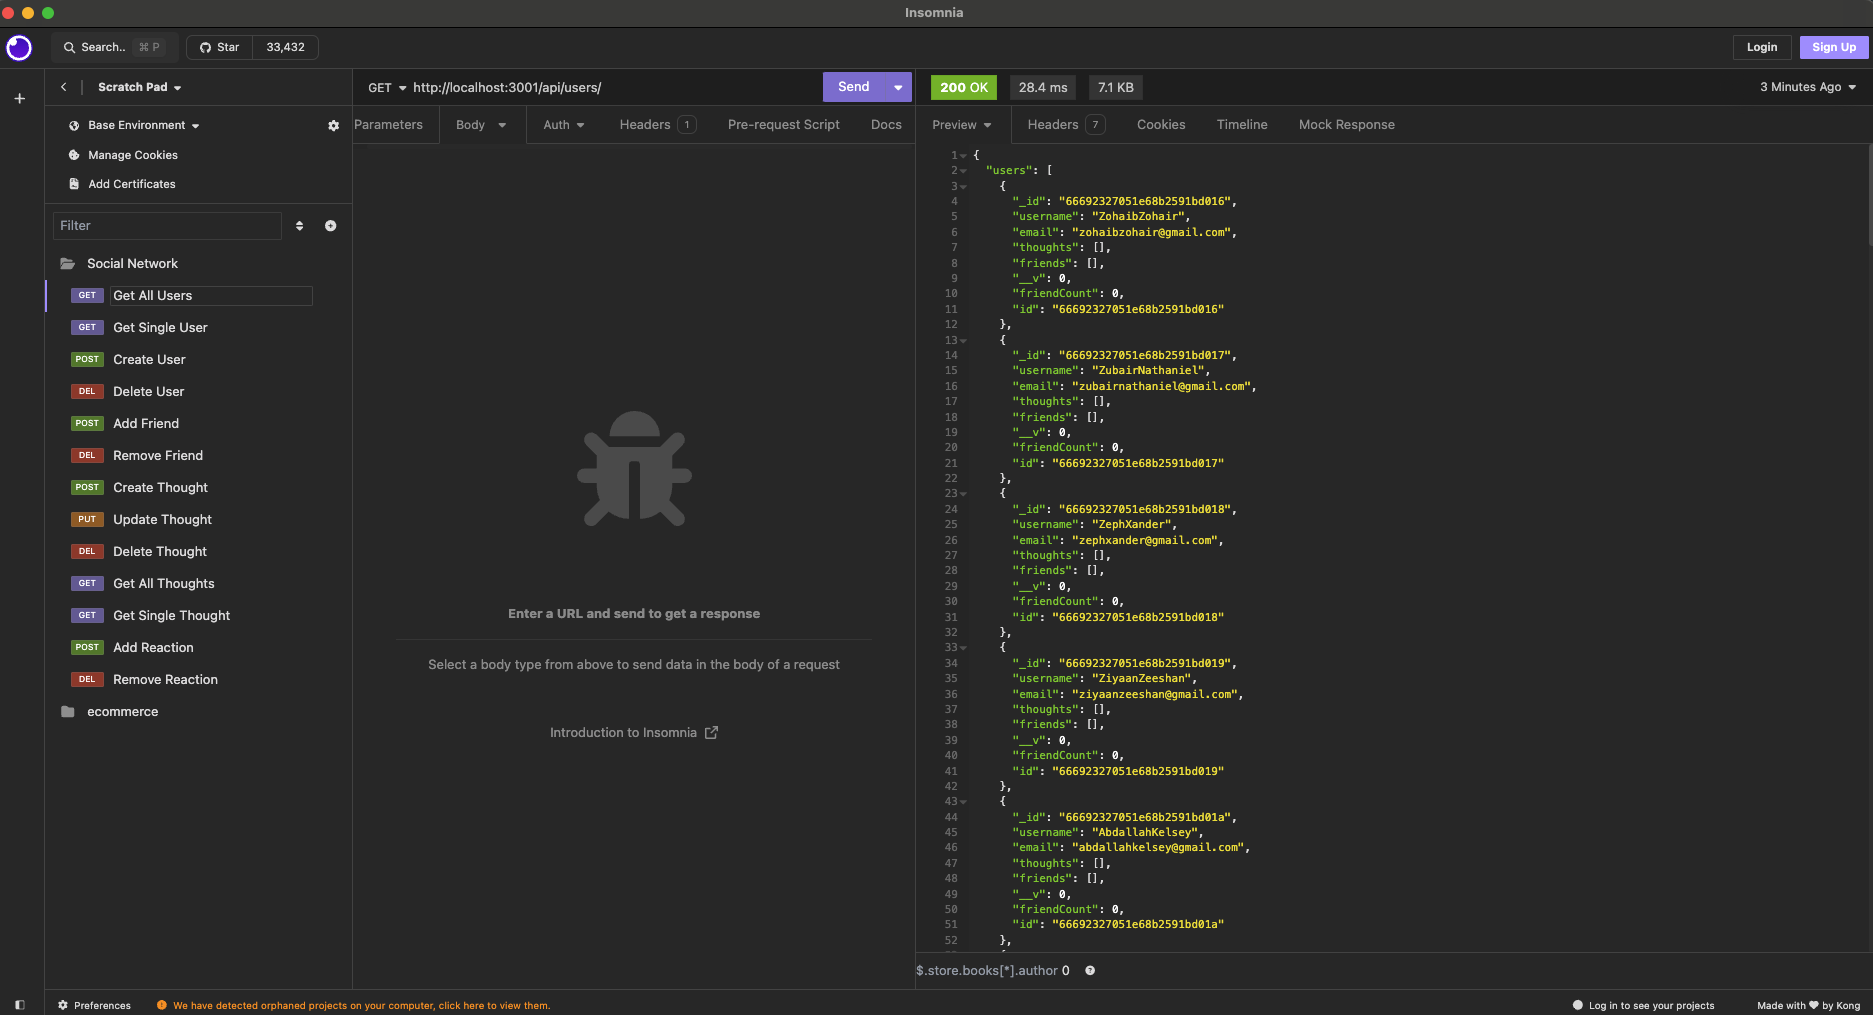 Insomnia
Search.. ⌘ P
Star 33,432
Login
Sign Up
Scratch Pad
Base Environment
Manage Cookies
Add Certificates
Filter
Social Network
GET Get All Users
GET Get Single User
POST Create User
DEL Delete User
POST Add Friend
DEL Remove Friend
POST Create Thought
PUT Update Thought
DEL Delete Thought
GET Get All Thoughts
GET Get Single Thought
POST Add Reaction
DEL Remove Reaction
ecommerce
GET http://localhost:3001/api/users/
Send
Parameters Body Auth Headers 1 Pre-request Script Docs
Enter a URL and send to get a response
Select a body type from above to send data in the body of a request
Introduction to Insomnia
200 OK 28.4 ms 7.1 KB
3 Minutes Ago
Preview Headers 7 Cookies Timeline Mock Response
1 {
2 "users": [
3 {
4 "_id": "66692327051e68b2591bd016",
5 "username": "ZohaibZohair",
6 "email": "zohaibzohair@gmail.com",
7 "thoughts": [],
8 "friends": [],
9 "__v": 0,
10 "friendCount": 0,
11 "id": "66692327051e68b2591bd016"
12 },
13 {
14 "_id": "66692327051e68b2591bd017",
15 "username": "ZubairNathaniel",
16 "email": "zubairnathaniel@gmail.com",
17 "thoughts": [],
18 "friends": [],
19 "__v": 0,
20 "friendCount": 0,
21 "id": "66692327051e68b2591bd017"
22 },
23 {
24 "_id": "66692327051e68b2591bd018",
25 "username": "ZephXander",
26 "email": "zephxander@gmail.com",
27 "thoughts": [],
28 "friends": [],
29 "__v": 0,
30 "friendCount": 0,
31 "id": "66692327051e68b2591bd018"
32 },
33 {
34 "_id": "66692327051e68b2591bd019",
35 "username": "ZiyaanZeeshan",
36 "email": "ziyaanzeeshan@gmail.com",
37 "thoughts": [],
38 "friends": [],
39 "__v": 0,
40 "friendCount": 0,
41 "id": "66692327051e68b2591bd019"
42 },
43 {
44 "_id": "66692327051e68b2591bd01a",
45 "username": "AbdallahKelsey",
46 "email": "abdallahkelsey@gmail.com",
47 "thoughts": [],
48 "friends": [],
49 "__v": 0,
50 "friendCount": 0,
51 "id": "66692327051e68b2591bd01a"
52 },
$.store.books[*].author 0
Preferences
We have detected orphaned projects on your computer, click here to view them.
Log in to see your projects
Made with ♥ by Kong